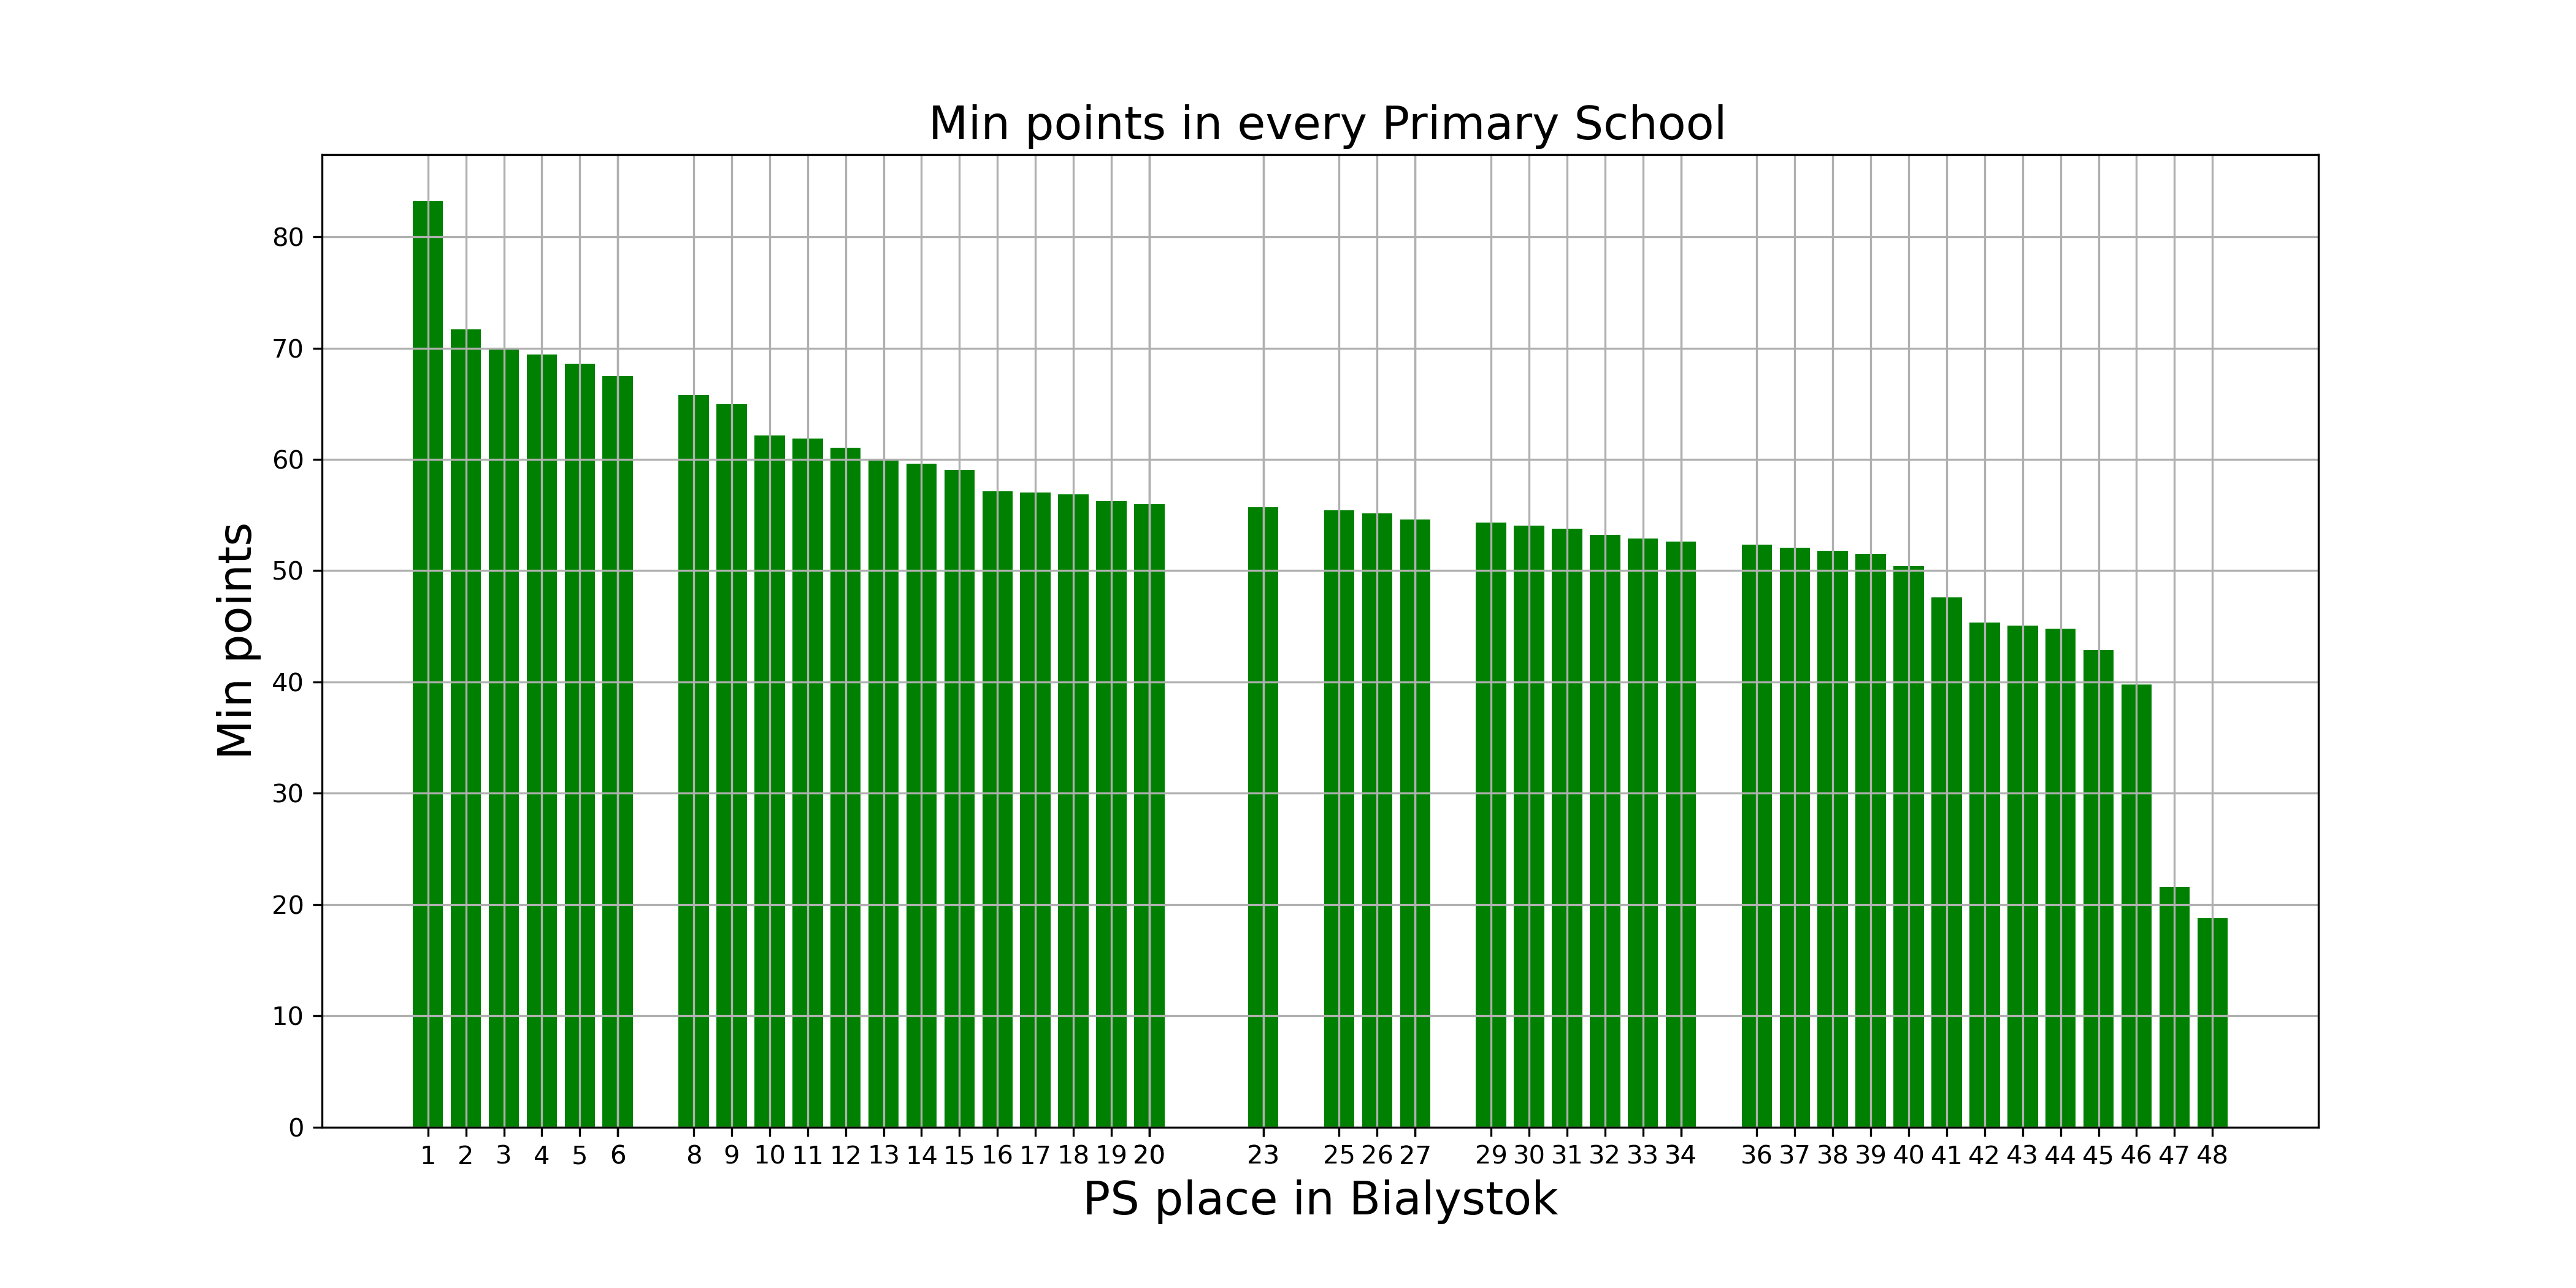 Min points in every Primary School
Min points
80
70
60
50
40
30
20
10
0
1 2 3 4 5 6 8 9 10 11 12 13 14 15 16 17 18 19 20 23 25 26 27 29 30 31 32 33 34 36 37 38 39 40 41 42 43 44 45 46 47 48
PS place in Bialystok